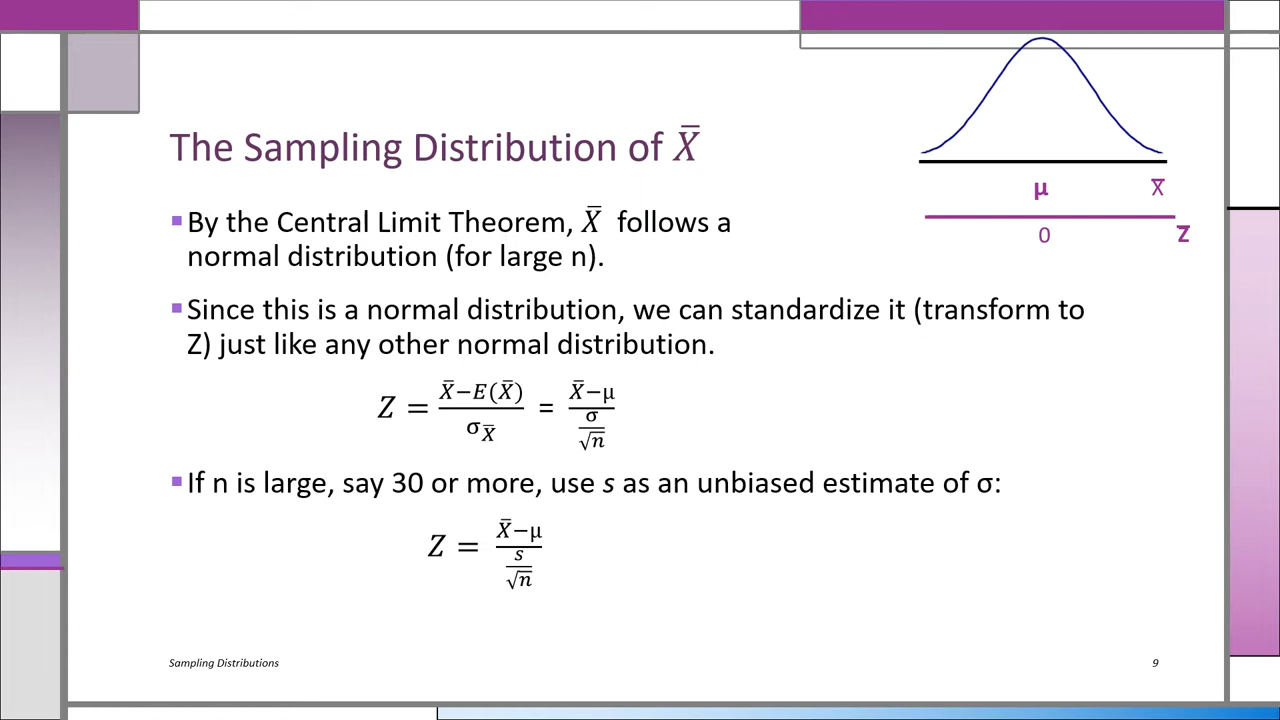 The Sampling Distribution of X̄
μ X̄
0 Z
▪By the Central Limit Theorem, X̄ follows a
normal distribution (for large n).
▪Since this is a normal distribution, we can standardize it (transform to
Z) just like any other normal distribution.
Z = (X̄−E(X̄))/σ_X̄ = (X̄−μ)/(σ/√n)
▪If n is large, say 30 or more, use s as an unbiased estimate of σ:
Z = (X̄−μ)/(s/√n)
Sampling Distributions 9